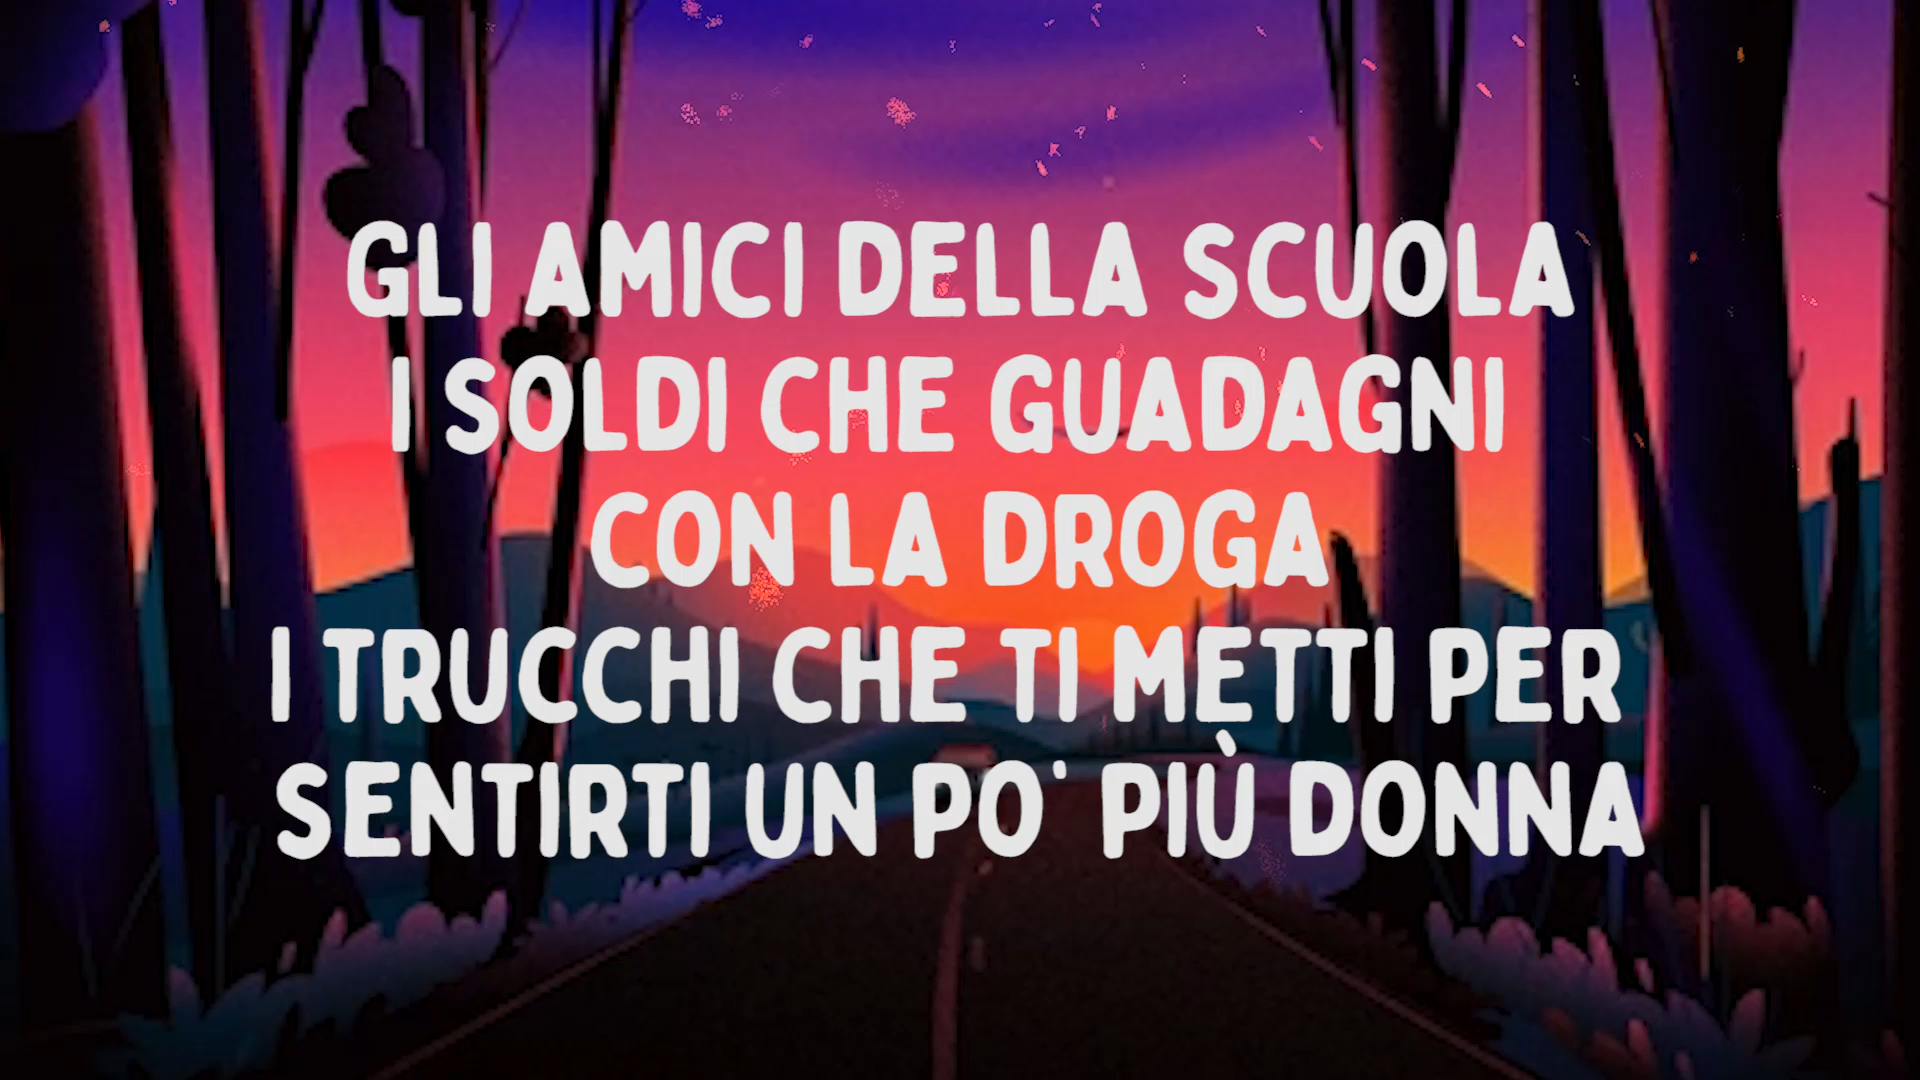 GLI AMICI DELLA SCUOLA
I SOLDI CHE GUADAGNI
CON LA DROGA
I TRUCCHI CHE TI METTI PER
SENTIRTI UN PO' PIÙ DONNA